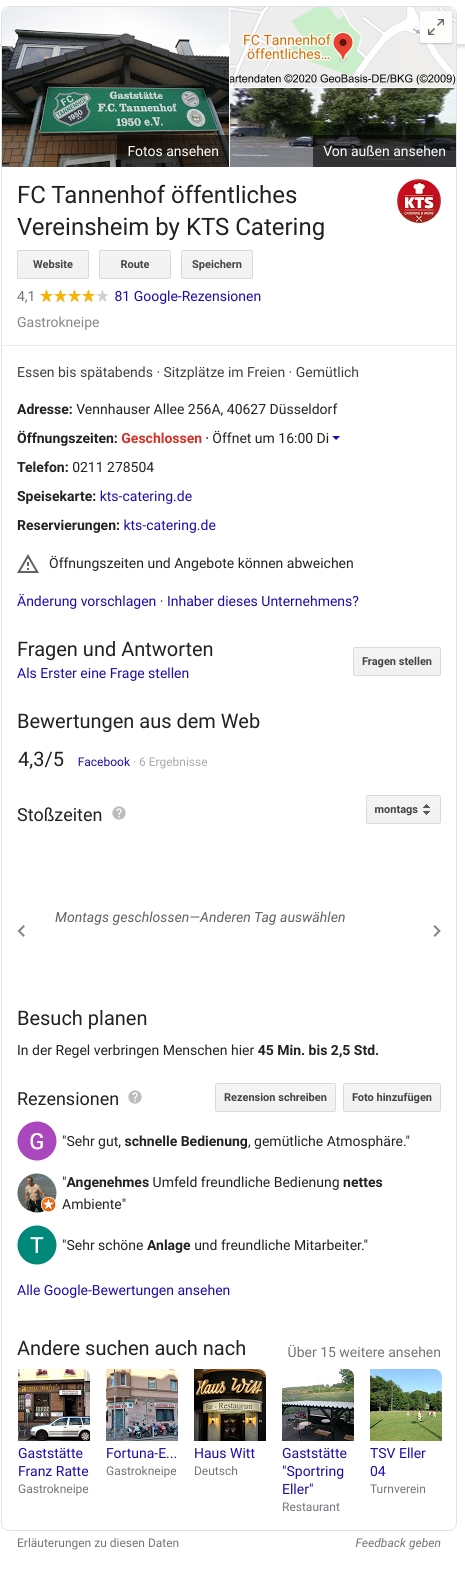 Gaststätte
F.C. Tannenhof
1950 e.V.
FC
TANNENHOF
1950
Fotos ansehen
FC Tannenhof
öffentliches...
artendaten ©2020 GeoBasis-DE/BKG (©2009)
Von außen ansehen
FC Tannenhof öffentliches
Vereinsheim by KTS Catering
KTS
Website
Route
Speichern
4,1 81 Google-Rezensionen
Gastrokneipe
Essen bis spätabends · Sitzplätze im Freien · Gemütlich
Adresse: Vennhauser Allee 256A, 40627 Düsseldorf
Öffnungszeiten: Geschlossen · Öffnet um 16:00 Di
Telefon: 0211 278504
Speisekarte: kts-catering.de
Reservierungen: kts-catering.de
Öffnungszeiten und Angebote können abweichen
Änderung vorschlagen · Inhaber dieses Unternehmens?
Fragen und Antworten
Als Erster eine Frage stellen
Fragen stellen
Bewertungen aus dem Web
4,3/5 Facebook · 6 Ergebnisse
Stoßzeiten ?
montags
Montags geschlossen—Anderen Tag auswählen
Besuch planen
In der Regel verbringen Menschen hier 45 Min. bis 2,5 Std.
Rezensionen ?
Rezension schreiben
Foto hinzufügen
G
"Sehr gut, schnelle Bedienung, gemütliche Atmosphäre."
"Angenehmes Umfeld freundliche Bedienung nettes
Ambiente"
T
"Sehr schöne Anlage und freundliche Mitarbeiter."
Alle Google-Bewertungen ansehen
Andere suchen auch nach
Über 15 weitere ansehen
Haus Witt
Restaurant
Gaststätte
Franz Ratte
Gastrokneipe
Fortuna-E...
Gastrokneipe
Haus Witt
Deutsch
Gaststätte
"Sportring
Eller"
Restaurant
TSV Eller
04
Turnverein
Erläuterungen zu diesen Daten
Feedback geben